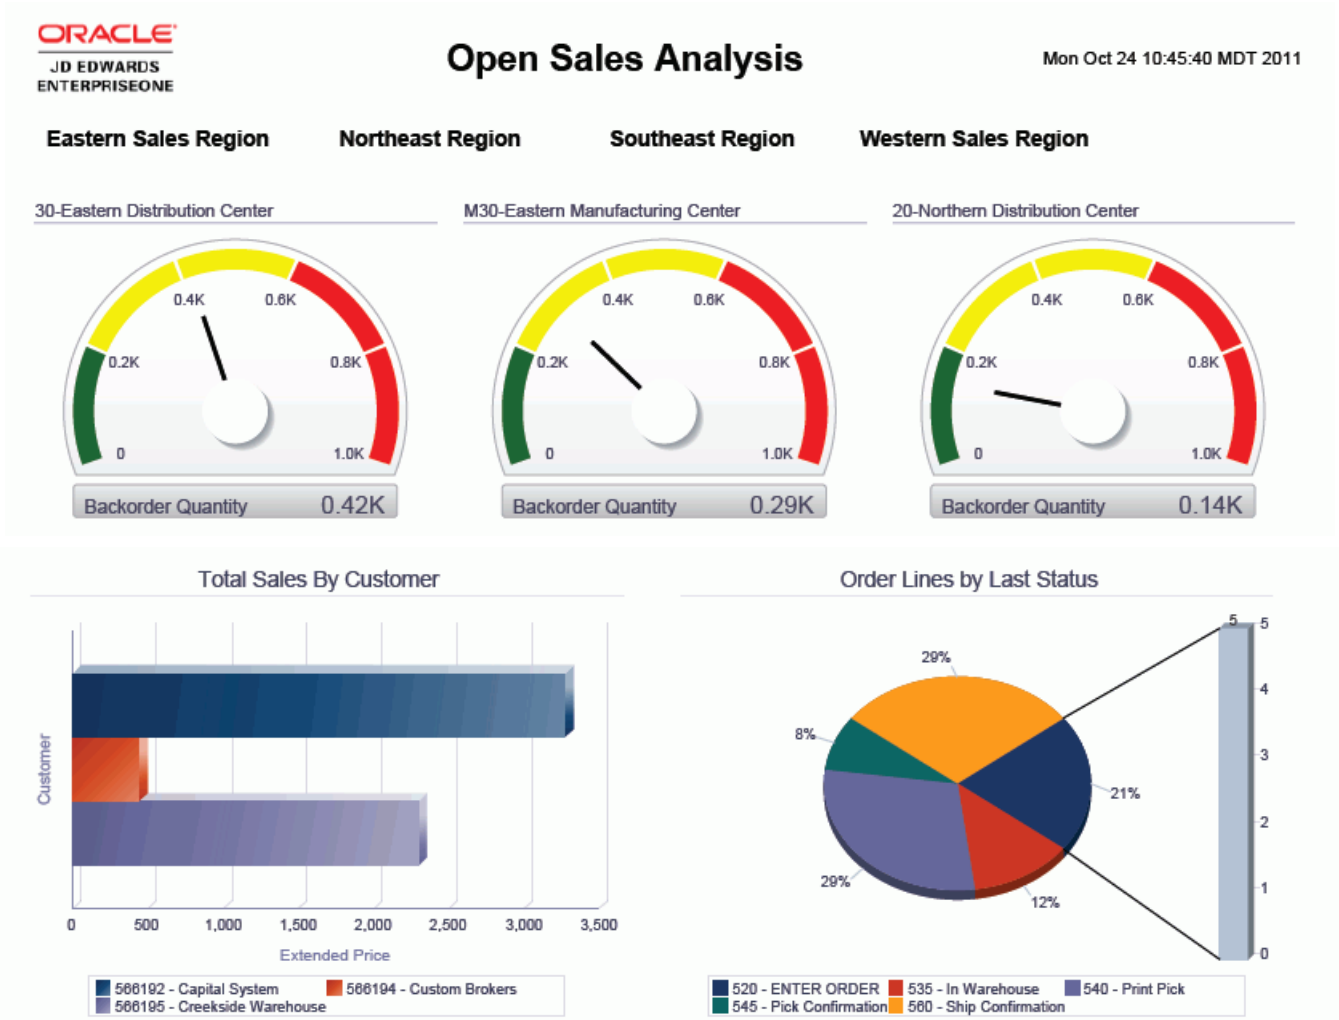 ORACLE
JD EDWARDS
ENTERPRISEONE
Open Sales Analysis
Mon Oct 24 10:45:40 MDT 2011
Eastern Sales Region
Northeast Region
Southeast Region
Western Sales Region
30-Eastern Distribution Center
0
0.2K
0.4K
0.6K
0.8K
1.0K
Backorder Quantity 0.42K
M30-Eastern Manufacturing Center
0
0.2K
0.4K
0.6K
0.8K
1.0K
Backorder Quantity 0.29K
20-Northern Distribution Center
0
0.2K
0.4K
0.6K
0.8K
1.0K
Backorder Quantity 0.14K
Total Sales By Customer
Customer
0 500 1,000 1,500 2,000 2,500 3,000 3,500
Extended Price
566192 - Capital System
566194 - Custom Brokers
566195 - Creekside Warehouse
Order Lines by Last Status
29%
8%
21%
29%
12%
5
5
4
3
2
1
0
520 - ENTER ORDER
535 - In Warehouse
540 - Print Pick
545 - Pick Confirmation
560 - Ship Confirmation